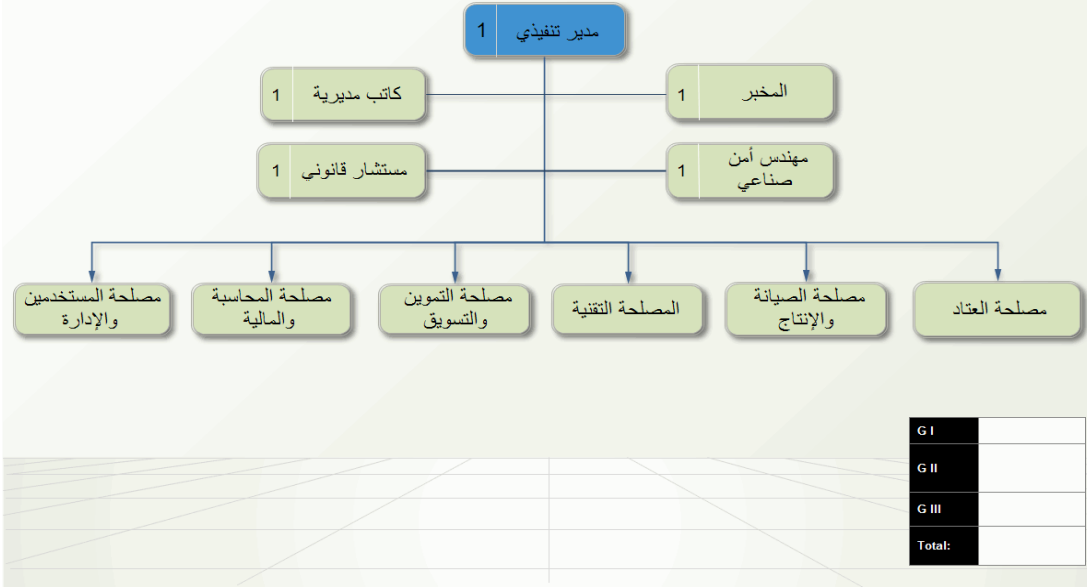 مدير تنفيذي 1
المخبر 1
كاتب مديرية 1
مهندس أمن
صناعي 1
مستشار قانوني 1
مصلحة العتاد
مصلحة الصيانة
والإنتاج
المصلحة التقنية
مصلحة التموين
والتسويق
مصلحة المحاسبة
والمالية
مصلحة المستخدمين
والإدارة
G I
G II
G III
Total: